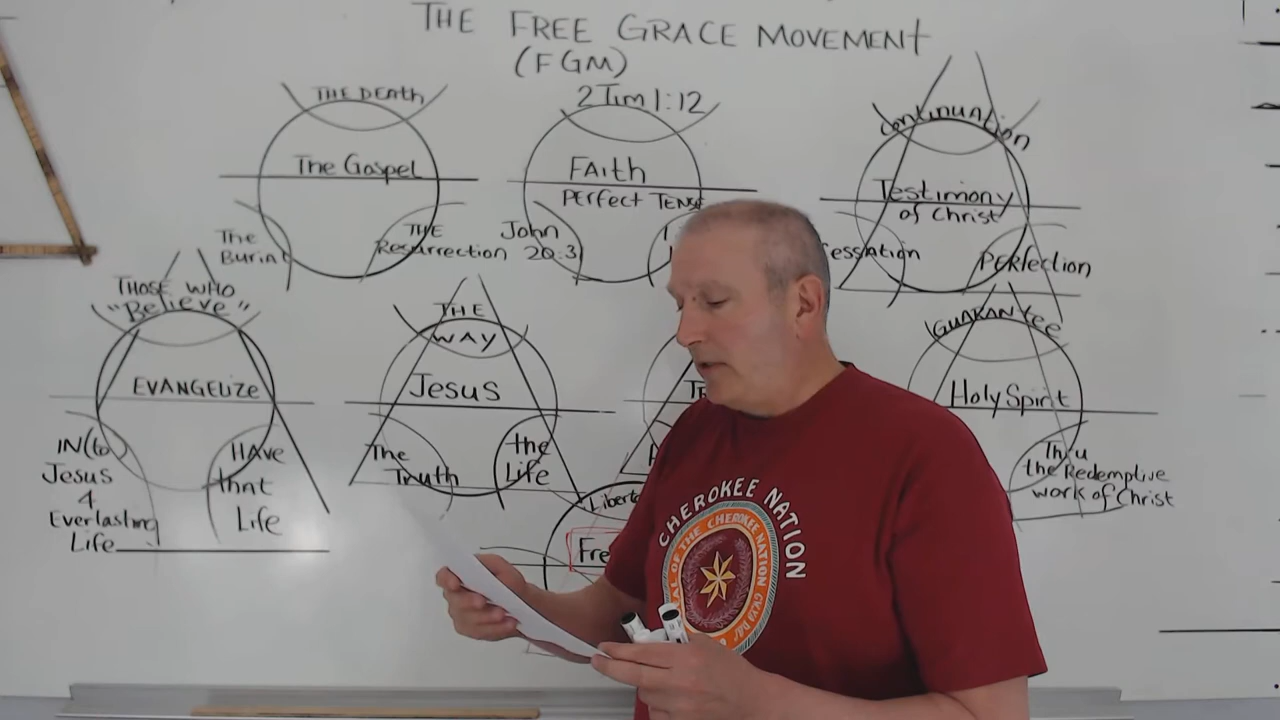 THE FREE GRACE MOVEMENT
(FGM)
THE DEATH
The Gospel
The
Burial
THE
Resurrection
2 Tim 1:12
FAith
PERfect TENSE
John
20:3
Continuation
Testimony
of Christ
essation
PERfection
THOSE WHO
"Believe"
EVANGELIZE
IN(to)
Jesus
4
Everlasting
Life
HAve
that
Life
THE
WAY
Jesus
The
Truth
the
Life
GUARANtee
Holy Spirit
Thru
the Redemptive
work of Christ
Fre
CHEROKEE NATION